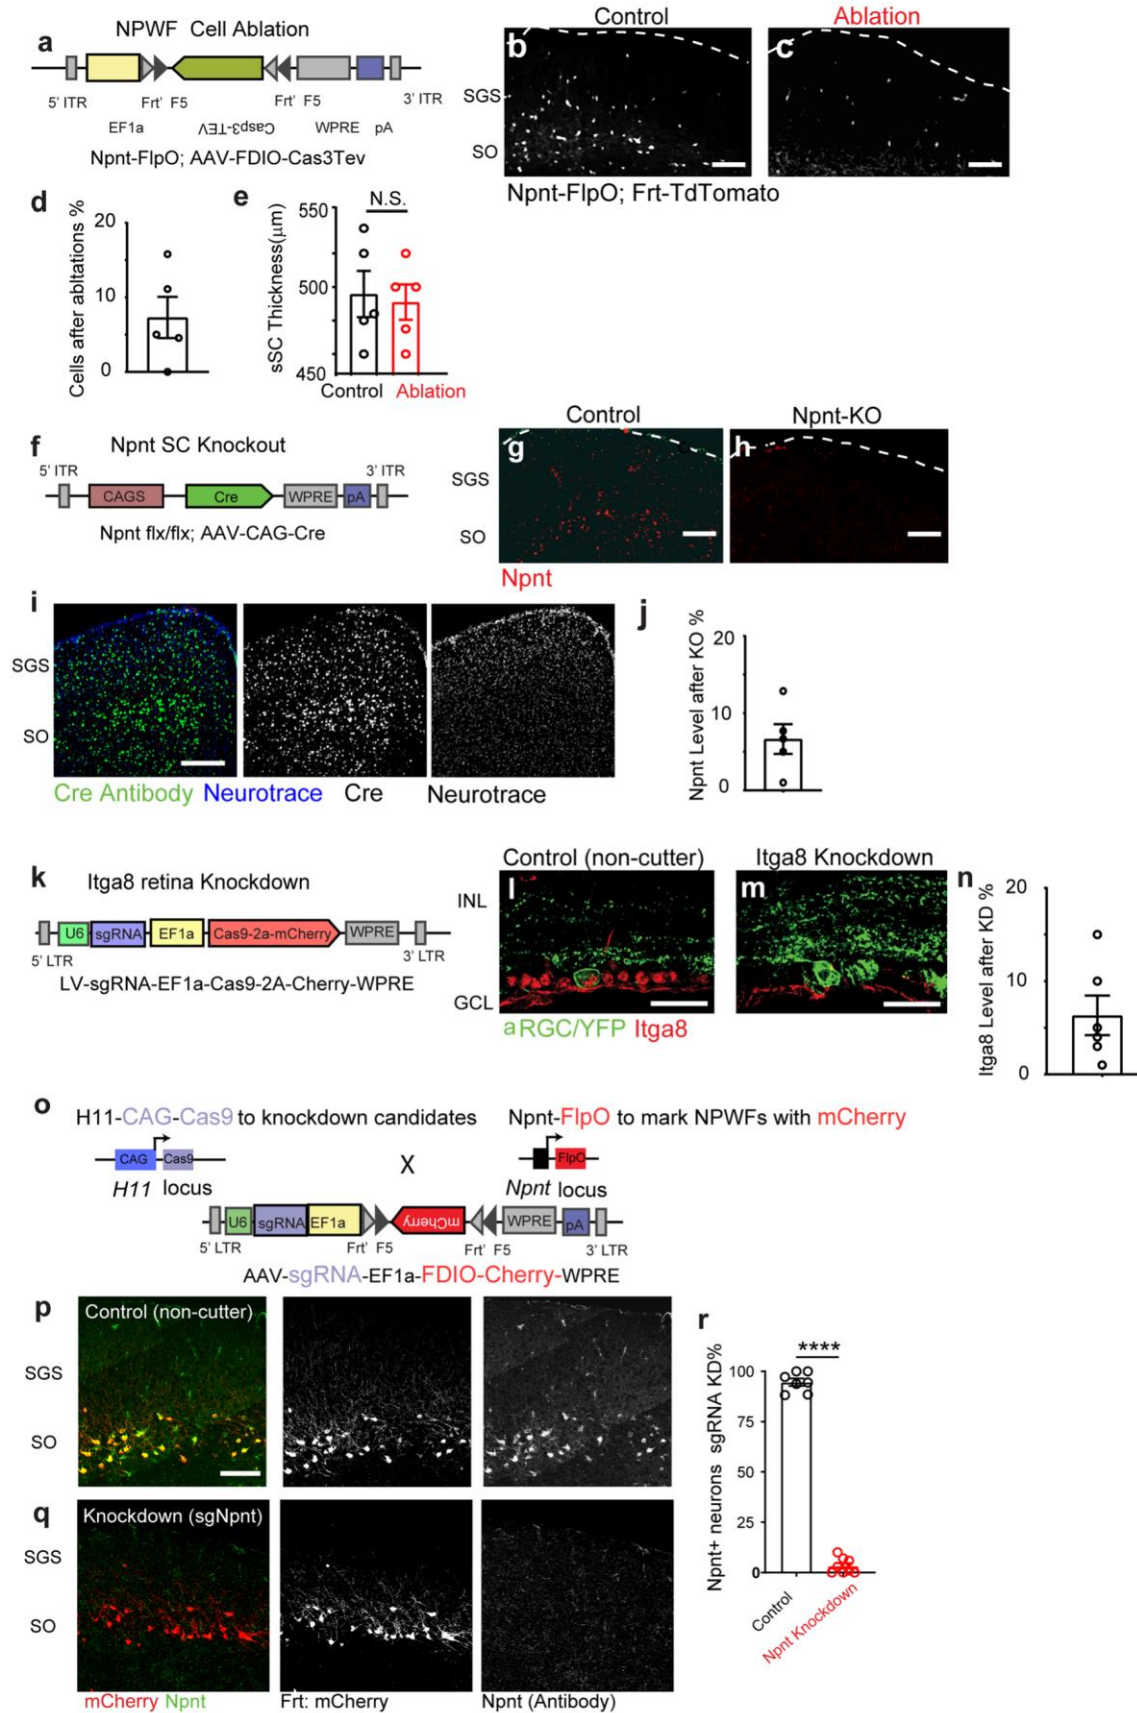 a
NPWF Cell Ablation
5' ITR
Frt' F5
Frt' F5
3' ITR
EF1a
Casp3-TEV
WPRE
pA
Npnt-FlpO; AAV-FDIO-Cas3Tev
Control
Ablation
b
c
SGS
SO
Npnt-FlpO; Frt-TdTomato
d
Cells after abltations %
20
10
0
e
sSC Thickness(μm)
550
500
450
N.S.
Control
Ablation
f
Npnt SC Knockout
5' ITR
3' ITR
CAGS
Cre
WPRE
pA
Npnt flx/flx; AAV-CAG-Cre
Control
Npnt-KO
g
h
SGS
SO
Npnt
i
SGS
SO
Cre Antibody Neurotrace
Cre
Neurotrace
j
Npnt Level after KO %
20
10
0
k
Itga8 retina Knockdown
U6
sgRNA
EF1a
Cas9-2a-mCherry
WPRE
5' LTR
3' LTR
LV-sgRNA-EF1a-Cas9-2A-Cherry-WPRE
Control (non-cutter)
Itga8 Knockdown
l
m
INL
GCL
aRGC/YFP Itga8
n
Itga8 Level after KD %
20
10
0
o
H11-CAG-Cas9 to knockdown candidates
Npnt-FlpO to mark NPWFs with mCherry
CAG
Cas9
X
FlpO
H11 locus
Npnt locus
U6
sgRNA
EF1a
mCherry
WPRE
pA
5' LTR
Frt' F5
Frt' F5
3' LTR
AAV-sgRNA-EF1a-FDIO-Cherry-WPRE
p
Control (non-cutter)
SGS
SO
q
Knockdown (sgNpnt)
SGS
SO
mCherry Npnt
Frt: mCherry
Npnt (Antibody)
r
Npnt+ neurons sgRNA KD%
100
75
50
25
0
****
Control
Npnt Knockdown